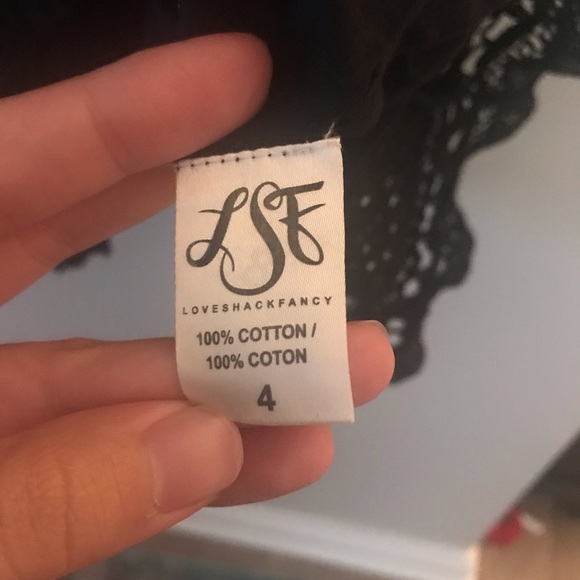 LSF
LOVESHACKFANCY
100% COTTON /
100% COTON
4